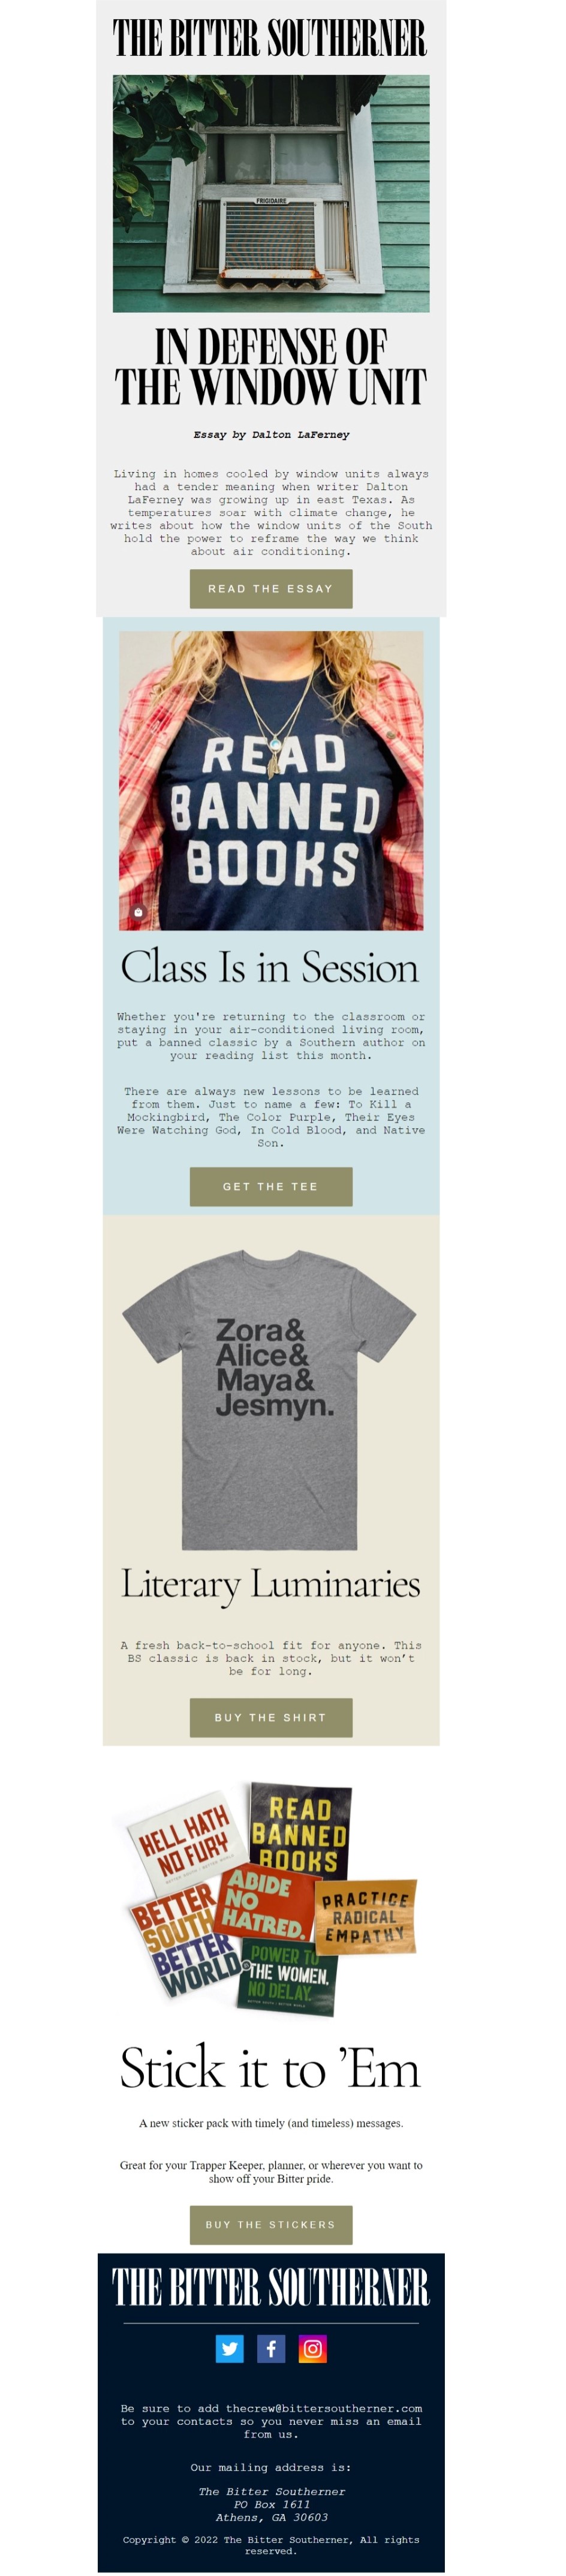 THE BITTER SOUTHERNER
FRIGIDAIRE
IN DEFENSE OF
THE WINDOW UNIT
Essay by Dalton LaFerney
Living in homes cooled by window units always
had a tender meaning when writer Dalton
LaFerney was growing up in east Texas. As
temperatures soar with climate change, he
writes about how the window units of the South
hold the power to reframe the way we think
about air conditioning.
READ THE ESSAY
READ
BANNED
BOOKS
Class Is in Session
Whether you're returning to the classroom or
staying in your air-conditioned living room,
put a banned classic by a Southern author on
your reading list this month.
There are always new lessons to be learned
from them. Just to name a few: To Kill a
Mockingbird, The Color Purple, Their Eyes
Were Watching God, In Cold Blood, and Native
Son.
GET THE TEE
Zora&
Alice&
Maya&
Jesmyn.
Literary Luminaries
A fresh back-to-school fit for anyone. This
BS classic is back in stock, but it won’t
be for long.
BUY THE SHIRT
HELL HATH
NO FURY
READ
BANNED
BOOKS
ABIDE
NO
HATRED.
PRACTICE
RADICAL
EMPATHY
BETTER
SOUTH
BETTER
WORLD
POWER TO
THE WOMEN,
NO DELAY.
Stick it to ’Em
A new sticker pack with timely (and timeless) messages.
Great for your Trapper Keeper, planner, or wherever you want to
show off your Bitter pride.
BUY THE STICKERS
THE BITTER SOUTHERNER
Be sure to add thecrew@bittersoutherner.com
to your contacts so you never miss an email
from us.
Our mailing address is:
The Bitter Southerner
PO Box 1611
Athens, GA 30603
Copyright © 2022 The Bitter Southerner, All rights
reserved.